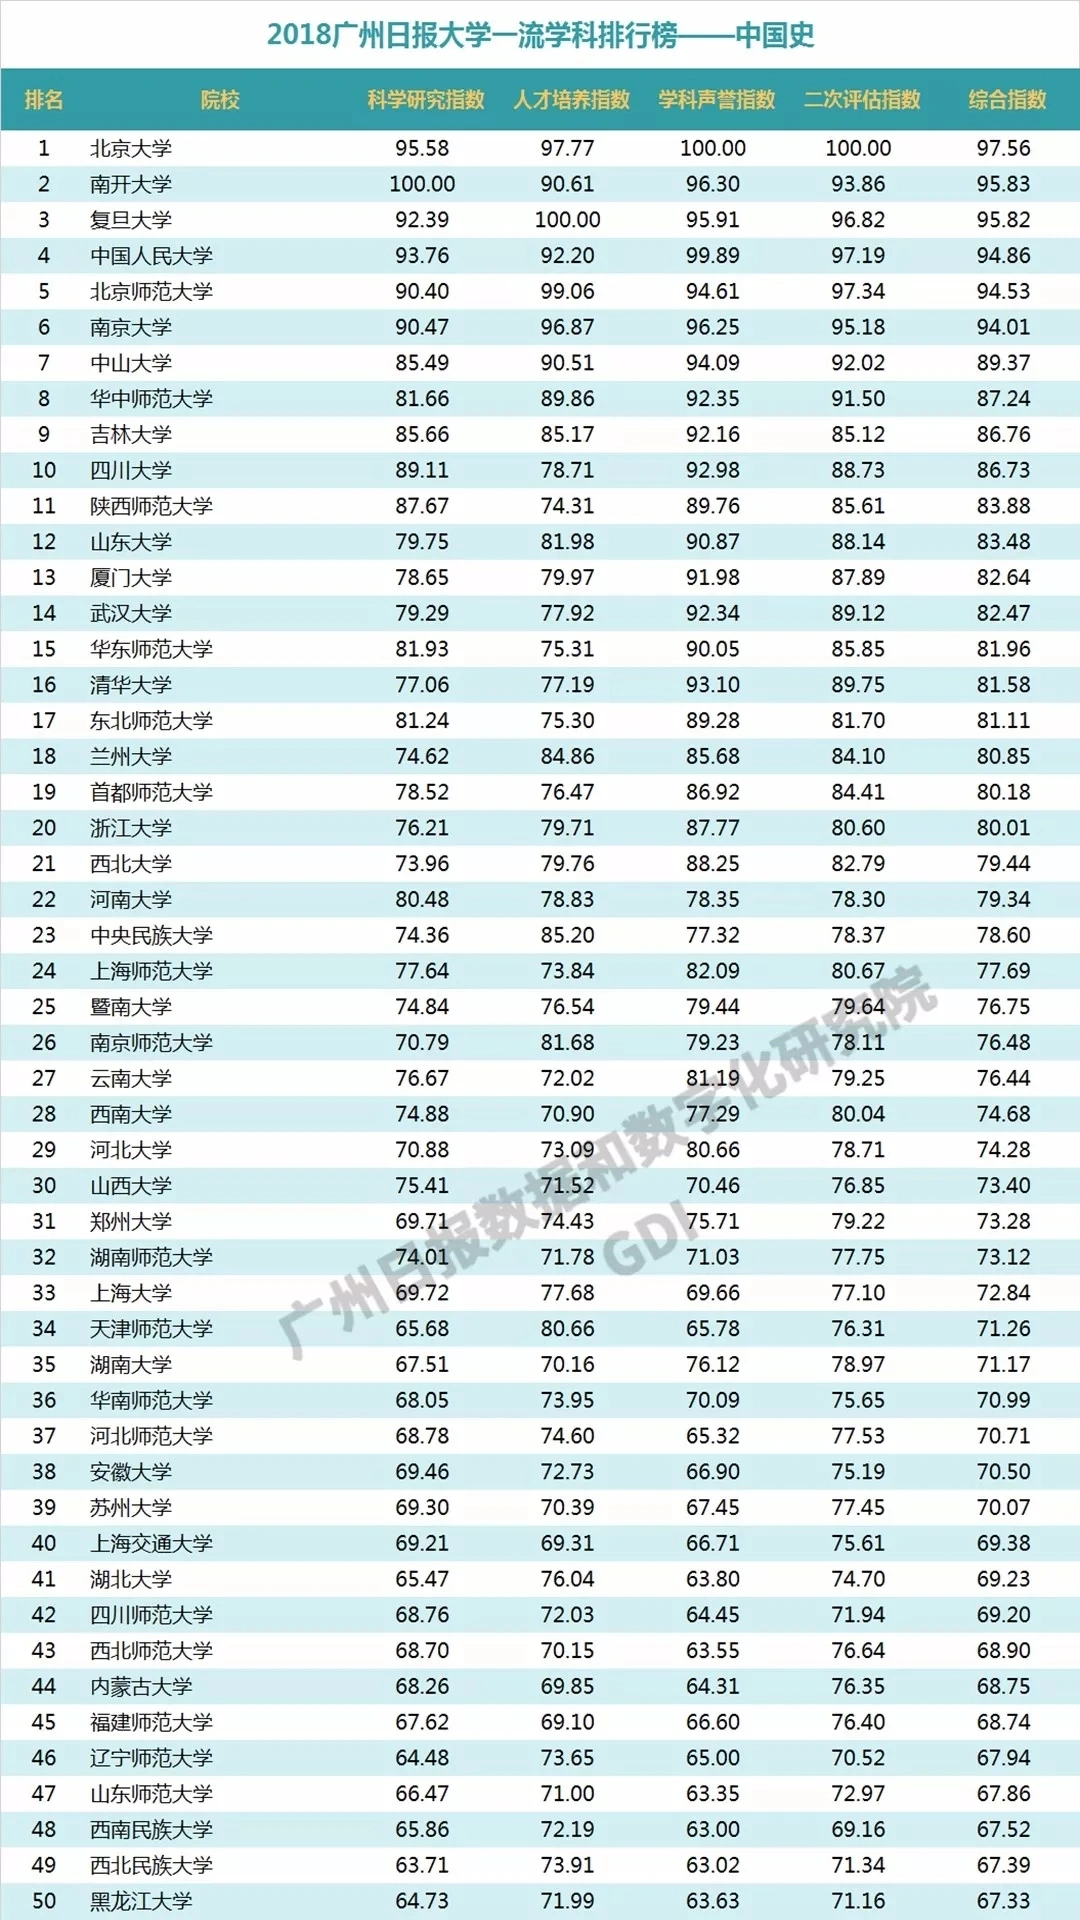 2018广州日报大学一流学科排行榜——中国史
排名 院校 科学研究指数 人才培养指数 学科声誉指数 二次评估指数 综合指数
1 北京大学 95.58 97.77 100.00 100.00 97.56
2 南开大学 100.00 90.61 96.30 93.86 95.83
3 复旦大学 92.39 100.00 95.91 96.82 95.82
4 中国人民大学 93.76 92.20 99.89 97.19 94.86
5 北京师范大学 90.40 99.06 94.61 97.34 94.53
6 南京大学 90.47 96.87 96.25 95.18 94.01
7 中山大学 85.49 90.51 94.09 92.02 89.37
8 华中师范大学 81.66 89.86 92.35 91.50 87.24
9 吉林大学 85.66 85.17 92.16 85.12 86.76
10 四川大学 89.11 78.71 92.98 88.73 86.73
11 陕西师范大学 87.67 74.31 89.76 85.61 83.88
12 山东大学 79.75 81.98 90.87 88.14 83.48
13 厦门大学 78.65 79.97 91.98 87.89 82.64
14 武汉大学 79.29 77.92 92.34 89.12 82.47
15 华东师范大学 81.93 75.31 90.05 85.85 81.96
16 清华大学 77.06 77.19 93.10 89.75 81.58
17 东北师范大学 81.24 75.30 89.28 81.70 81.11
18 兰州大学 74.62 84.86 85.68 84.10 80.85
19 首都师范大学 78.52 76.47 86.92 84.41 80.18
20 浙江大学 76.21 79.71 87.77 80.60 80.01
21 西北大学 73.96 79.76 88.25 82.79 79.44
22 河南大学 80.48 78.83 78.35 78.30 79.34
23 中央民族大学 74.36 85.20 77.32 78.37 78.60
24 上海师范大学 77.64 73.84 82.09 80.67 77.69
25 暨南大学 74.84 76.54 79.44 79.64 76.75
26 南京师范大学 70.79 81.68 79.23 78.11 76.48
27 云南大学 76.67 72.02 81.19 79.25 76.44
28 西南大学 74.88 70.90 77.29 80.04 74.68
29 河北大学 70.88 73.09 80.66 78.71 74.28
30 山西大学 75.41 71.52 70.46 76.85 73.40
31 郑州大学 69.71 74.43 75.71 79.22 73.28
32 湖南师范大学 74.01 71.78 71.03 77.75 73.12
33 上海大学 69.72 77.68 69.66 77.10 72.84
34 天津师范大学 65.68 80.66 65.78 76.31 71.26
35 湖南大学 67.51 70.16 76.12 78.97 71.17
36 华南师范大学 68.05 73.95 70.09 75.65 70.99
37 河北师范大学 68.78 74.60 65.32 77.53 70.71
38 安徽大学 69.46 72.73 66.90 75.19 70.50
39 苏州大学 69.30 70.39 67.45 77.45 70.07
40 上海交通大学 69.21 69.31 66.71 75.61 69.38
41 湖北大学 65.47 76.04 63.80 74.70 69.23
42 四川师范大学 68.76 72.03 64.45 71.94 69.20
43 西北师范大学 68.70 70.15 63.55 76.64 68.90
44 内蒙古大学 68.26 69.85 64.31 76.35 68.75
45 福建师范大学 67.62 69.10 66.60 76.40 68.74
46 辽宁师范大学 64.48 73.65 65.00 70.52 67.94
47 山东师范大学 66.47 71.00 63.35 72.97 67.86
48 西南民族大学 65.86 72.19 63.00 69.16 67.52
49 西北民族大学 63.71 73.91 63.02 71.34 67.39
50 黑龙江大学 64.73 71.99 63.63 71.16 67.33
广州日报数据和数字化研究院
GDI